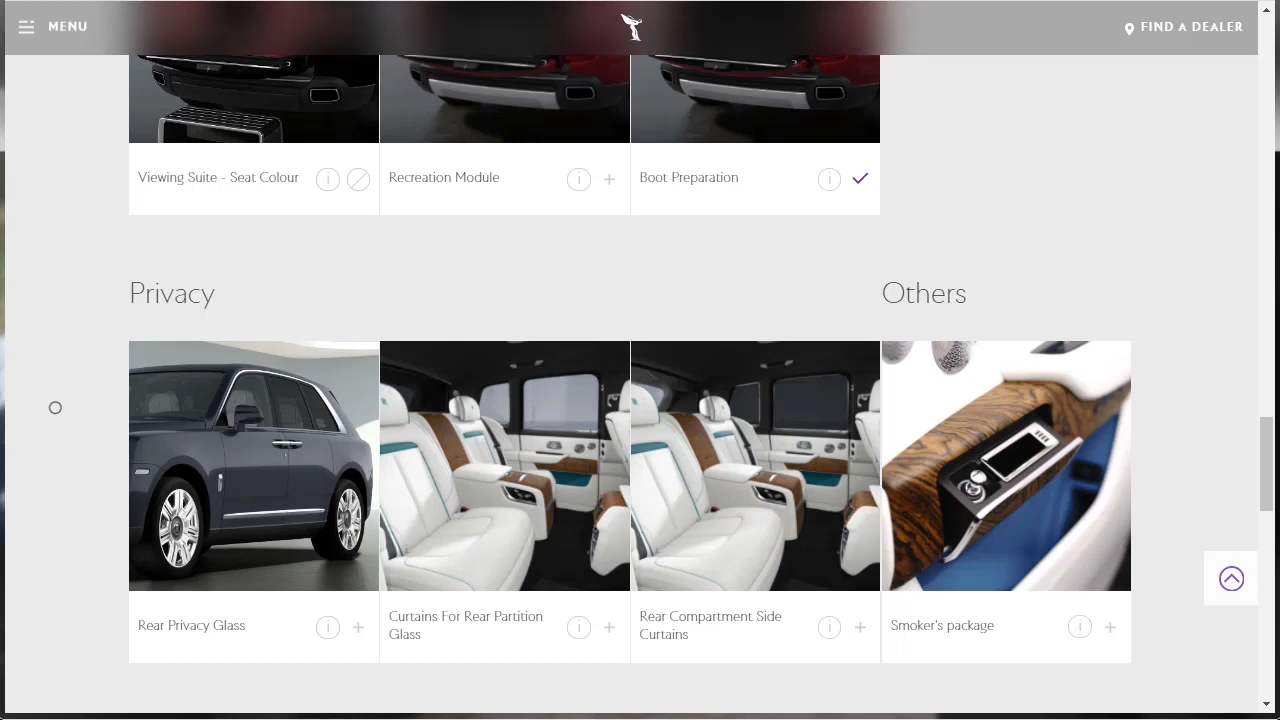 MENU
FIND A DEALER
Viewing Suite - Seat Colour
Recreation Module
Boot Preparation
Privacy
Others
Rear Privacy Glass
Curtains For Rear Partition
Glass
Rear Compartment Side
Curtains
Smoker's package